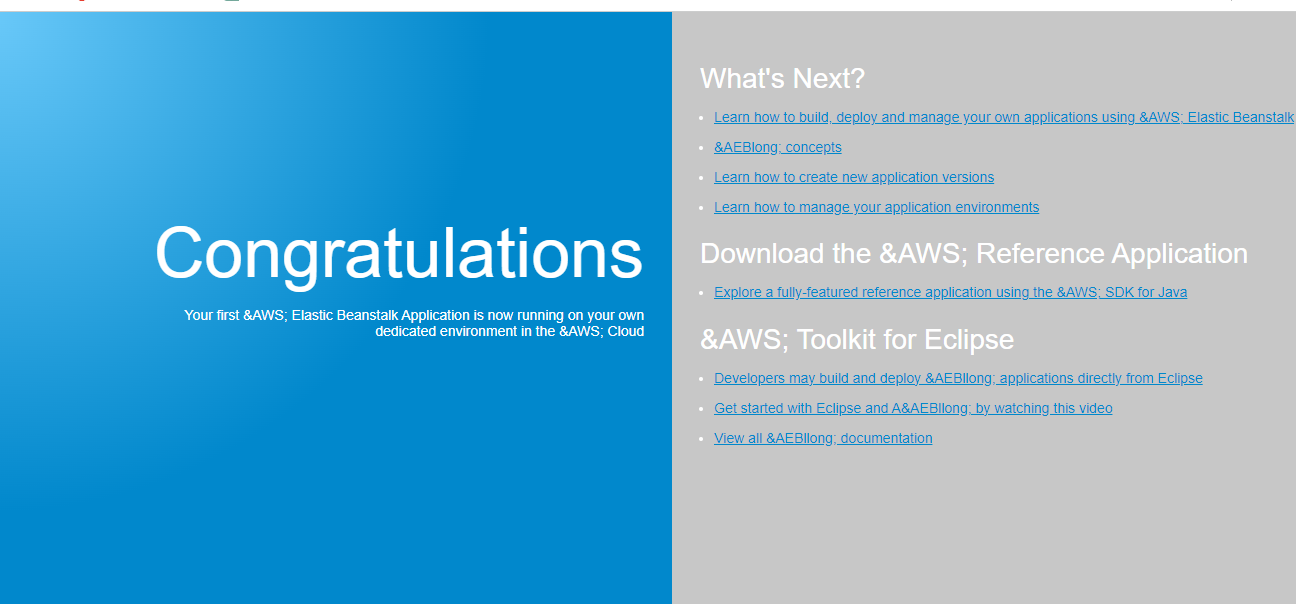 Congratulations
Your first &AWS; Elastic Beanstalk Application is now running on your own
dedicated environment in the &AWS; Cloud
What's Next?
Learn how to build, deploy and manage your own applications using &AWS; Elastic Beanstalk
&AEBlong; concepts
Learn how to create new application versions
Learn how to manage your application environments
Download the &AWS; Reference Application
Explore a fully-featured reference application using the &AWS; SDK for Java
&AWS; Toolkit for Eclipse
Developers may build and deploy &AEBllong; applications directly from Eclipse
Get started with Eclipse and A&AEBllong; by watching this video
View all &AEBllong; documentation